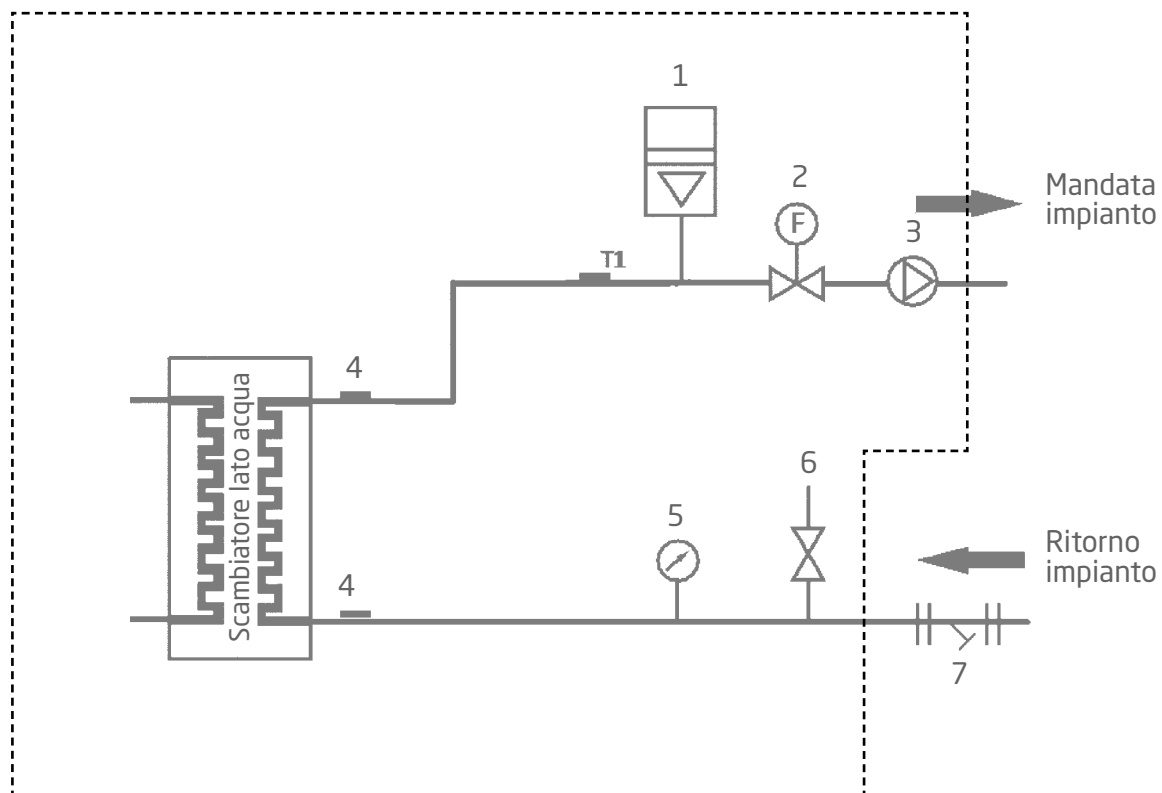 1
2
F
3
Mandata
impianto
T1
4
Scambiatore lato acqua
6
5
4
Ritorno
impianto
7